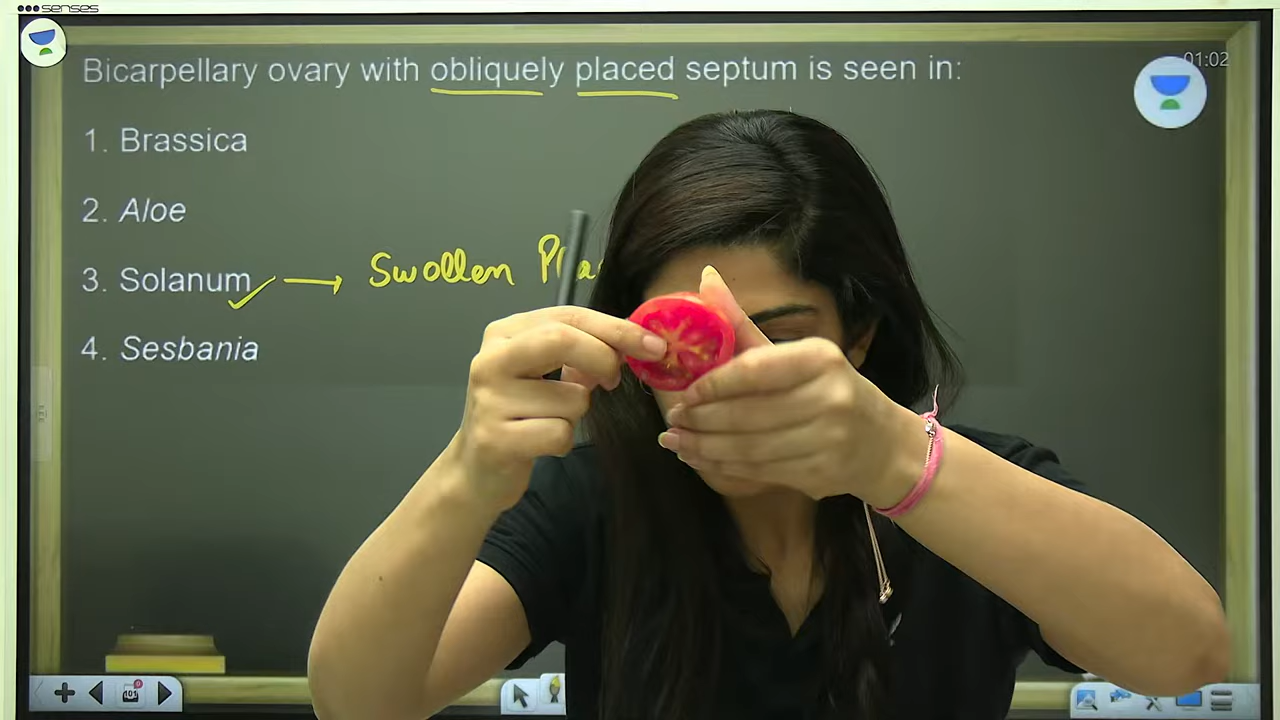 senses
01:02
Bicarpellary ovary with obliquely placed septum is seen in:
1. Brassica
2. Aloe
3. Solanum → Swollen Pla
4. Sesbania